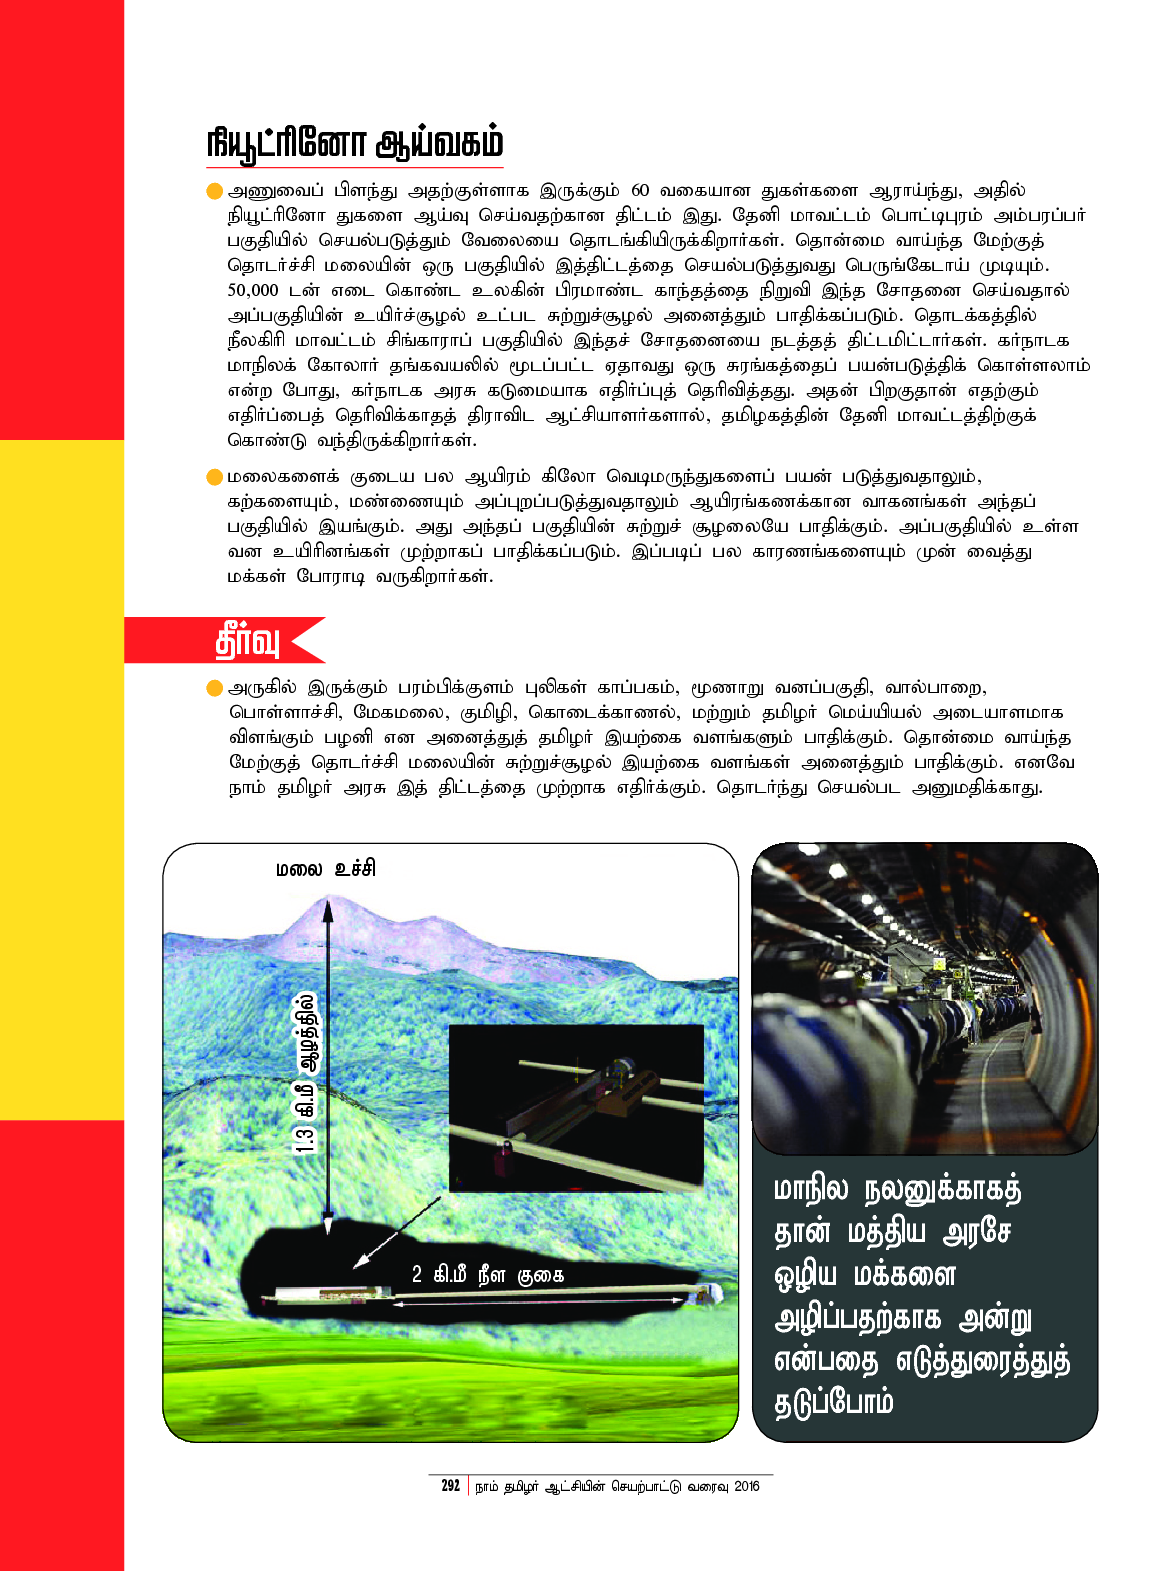 நியூட்ரினோ ஆய்வகம்
அணுவைப் பிளந்து அதற்குள்ளாக இருக்கும் 60 வகையான துகள்களை ஆராய்ந்து, அதில்
நியூட்ரினோ துகளை ஆய்வு செய்வதற்கான திட்டம் இது. தேனி மாவட்டம் பொட்டிபுரம் அம்பரப்பர்
பகுதியில் செயல்படுத்தும் வேலையை தொடங்கியிருக்கிறார்கள். தொன்மை வாய்ந்த மேற்குத்
தொடர்ச்சி மலையின் ஒரு பகுதியில் இத்திட்டத்தை செயல்படுத்துவது பெருங்கேடாய் முடியும்.
50,000 டன் எடை கொண்ட உலகின் பிரமாண்ட காந்தத்தை நிறுவி இந்த சோதனை செய்வதால்
அப்பகுதியின் உயிர்ச்சூழல் உட்பட சுற்றுச்சூழல் அனைத்தும் பாதிக்கப்படும். தொடக்கத்தில்
நீலகிரி மாவட்டம் சிங்காராப் பகுதியில் இந்தச் சோதனையை நடத்தத் திட்டமிட்டார்கள். கர்நாடக
மாநிலக் கோலார் தங்கவயலில் மூடப்பட்ட ஏதாவது ஒரு சுரங்கத்தைப் பயன்படுத்திக் கொள்ளலாம்
என்ற போது, கர்நாடக அரசு கடுமையாக எதிர்ப்புத் தெரிவித்தது. அதன் பிறகுதான் எதற்கும்
எதிர்ப்பைத் தெரிவிக்காதத் திராவிட ஆட்சியாளர்களால், தமிழகத்தின் தேனி மாவட்டத்திற்குக்
கொண்டு வந்திருக்கிறார்கள்.
மலைகளைக் குடைய பல ஆயிரம் கிலோ வெடிமருந்துகளைப் பயன் படுத்துவதாலும்,
கற்களையும், மண்ணையும் அப்புறப்படுத்துவதாலும் ஆயிரங்கணக்கான வாகனங்கள் அந்தப்
பகுதியில் இயங்கும். அது அந்தப் பகுதியின் சுற்றுச் சூழலையே பாதிக்கும். அப்பகுதியில் உள்ள
வன உயிரினங்கள் முற்றாகப் பாதிக்கப்படும். இப்படிப் பல காரணங்களையும் முன் வைத்து
மக்கள் போராடி வருகிறார்கள்.
தீர்வு
அருகில் இருக்கும் பரம்பிக்குளம் புலிகள் காப்பகம், மூணாறு வனப்பகுதி, வால்பாறை,
பொள்ளாச்சி, மேகமலை, குமிழி, கொடைக்காணல், மற்றும் தமிழர் மெய்யியல் அடையாளமாக
விளங்கும் பழனி என அனைத்துத் தமிழர் இயற்கை வளங்களும் பாதிக்கும். தொன்மை வாய்ந்த
மேற்குத் தொடர்ச்சி மலையின் சுற்றுச்சூழல் இயற்கை வளங்கள் அனைத்தும் பாதிக்கும். எனவே
நாம் தமிழர் அரசு இத் திட்டத்தை முற்றாக எதிர்க்கும். தொடர்ந்து செயல்பட அனுமதிக்காது.
மலை உச்சி
1.3 கி.மீ ஆழத்தில்
2 கி.மீ நீள குகை
மாநில நலனுக்காகத்
தான் மத்திய அரசே
ஒழிய மக்களை
அழிப்பதற்காக அன்று
என்பதை எடுத்துரைத்துத்
தடுப்போம்
292 நாம் தமிழர் ஆட்சியின் செயற்பாட்டு வரைவு 2016